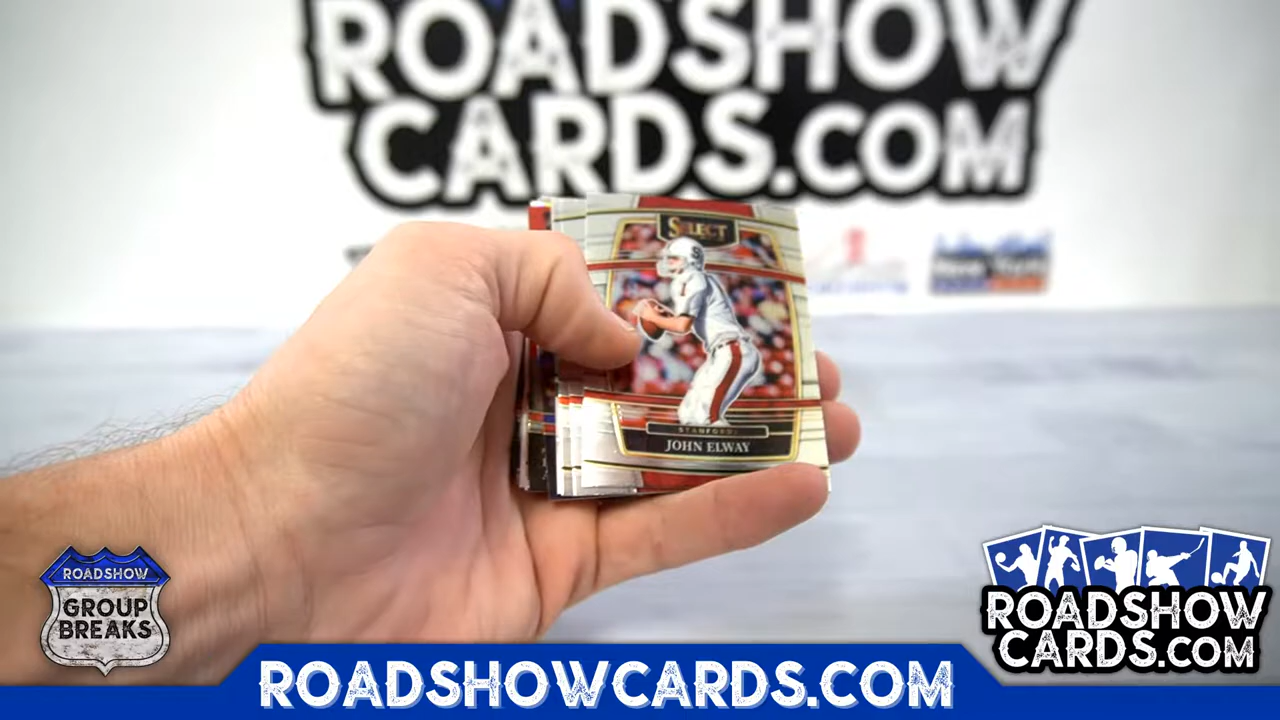 ROADSHOW
CARDS.COM
SELECT
STANFORD
JOHN ELWAY
ROADSHOW
GROUP
BREAKS
ROADSHOW
CARDS.COM
ROADSHOWCARDS.COM